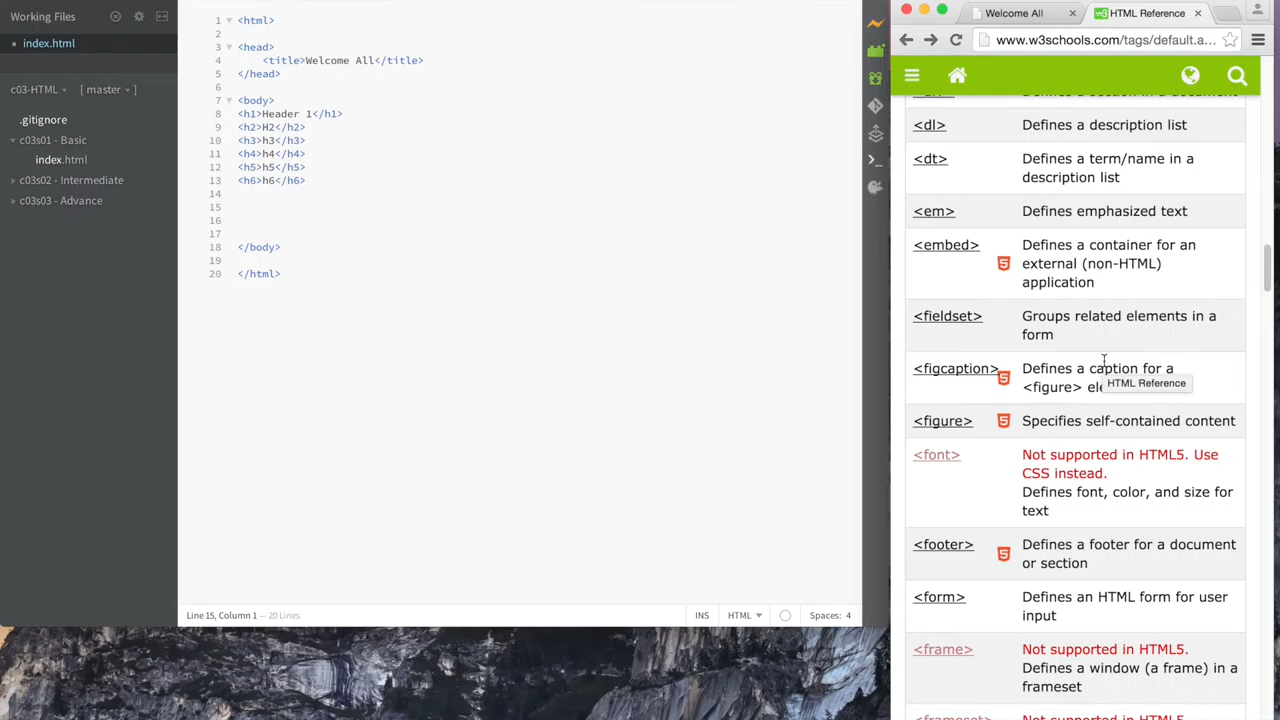 Working Files
index.html
c03-HTML
[ master ]
.gitignore
c03s01 - Basic
index.html
c03s02 - Intermediate
c03s03 - Advance
1 <html>
2
3 <head>
4 <title>Welcome All</title>
5 </head>
6
7 <body>
8 <h1>Header 1</h1>
9 <h2>H2</h2>
10 <h3>h3</h3>
11 <h4>h4</h4>
12 <h5>h5</h5>
13 <h6>h6</h6>
14
15
16
17
18 </body>
19
20 </html>
Line 15, Column 1 — 20 Lines
INS
HTML
Spaces: 4
Welcome All
HTML Reference
www.w3schools.com/tags/default.a...
<dl> Defines a description list
<dt> Defines a term/name in a
description list
<em> Defines emphasized text
<embed> Defines a container for an
external (non-HTML)
application
<fieldset> Groups related elements in a
form
<figcaption> Defines a caption for a
<figure>
HTML Reference
<figure> Specifies self-contained content
<font> Not supported in HTML5. Use
CSS instead.
Defines font, color, and size for
text
<footer> Defines a footer for a document
or section
<form> Defines an HTML form for user
input
<frame> Not supported in HTML5.
Defines a window (a frame) in a
frameset
<frameset> Not supported in HTML5.